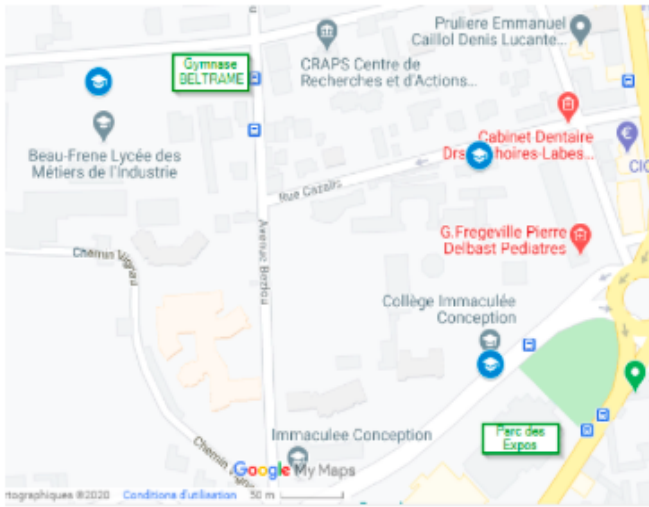 Pruliere Emmanuel
Caillol Denis Lucante...
Gymnase
BELTRAME
CRAPS Centre de
Recherches et d'Actions...
Cabinet Dentaire
Beau-Frene Lycée des
Métiers de l'Industrie
CIC
Rue Cazalis
Avenue
G.Fregeville Pierre
Delbast Pediatres
Chemin Vignau
Collège Immaculée
Conception
Parc des
Expos
Immaculee Conception
Chemin
Google My Maps
rtographiques ©2020 Conditions d'utilisation 50 m